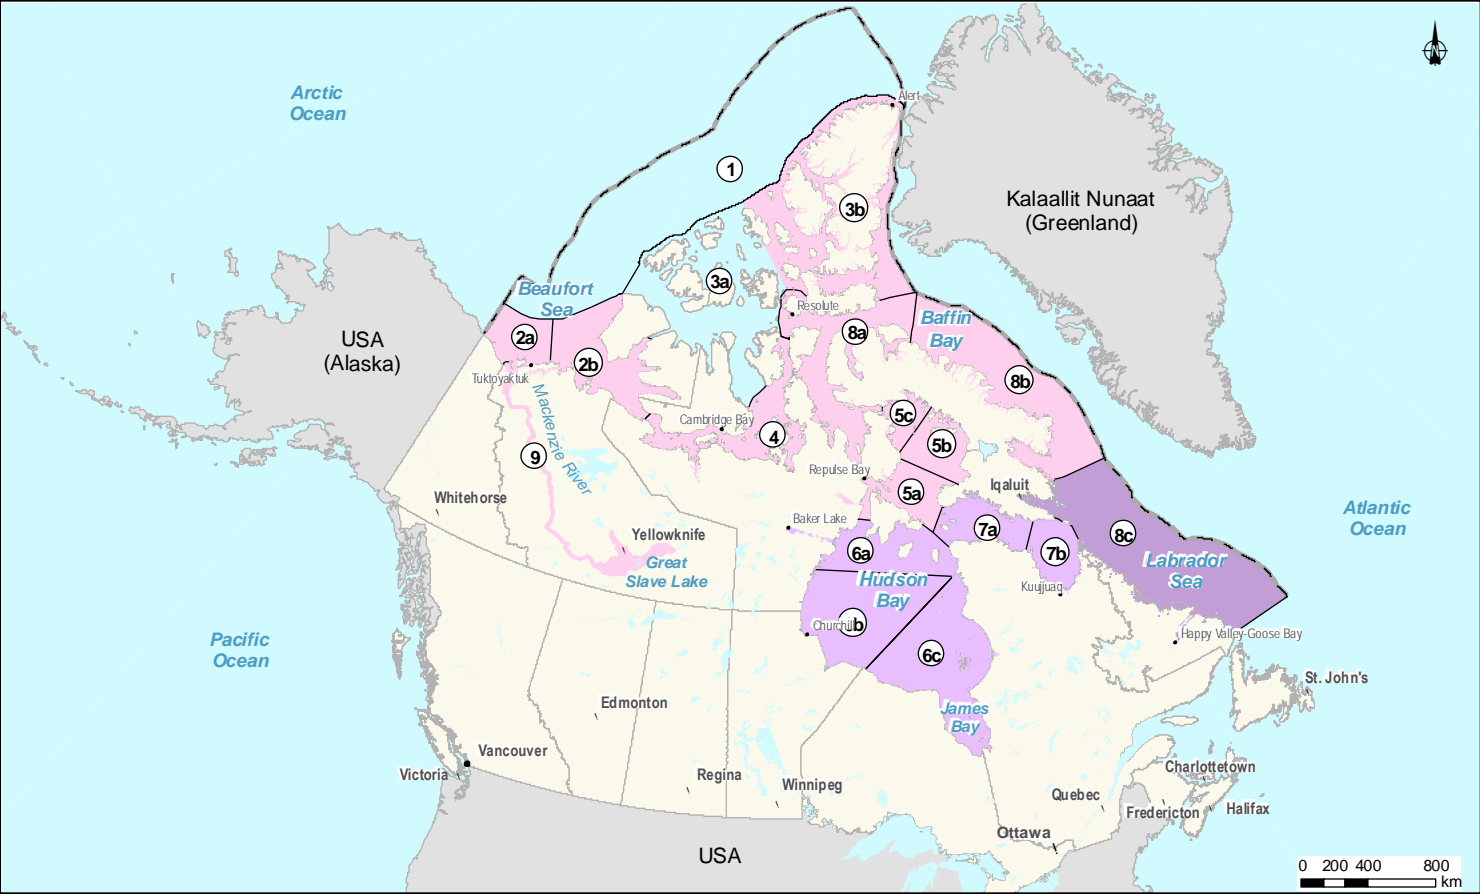 Alert
Arctic
Ocean
1
Kalaallit Nunaat
(Greenland)
3b
3a
Beaufort
Sea
Resolute
Baffin
Bay
USA
(Alaska)
2a
8a
2b
Tuktoyaktuk
8b
Mackenzie River
Cambridge Bay
5c
4
5b
9
Repulse Bay
Iqaluit
5a
Whitehorse
Atlantic
Ocean
Baker Lake
7a
8c
Yellowknife
6a
7b
Labrador
Sea
Great
Slave Lake
Hudson
Bay
Kuujjuaq
Churchill
b
Happy Valley-Goose Bay
Pacific
Ocean
6c
St. John's
Edmonton
James
Bay
Vancouver
Victoria
Regina
Winnipeg
Charlottetown
Quebec
Fredericton
Halifax
Ottawa
USA
0 200 400 800
km